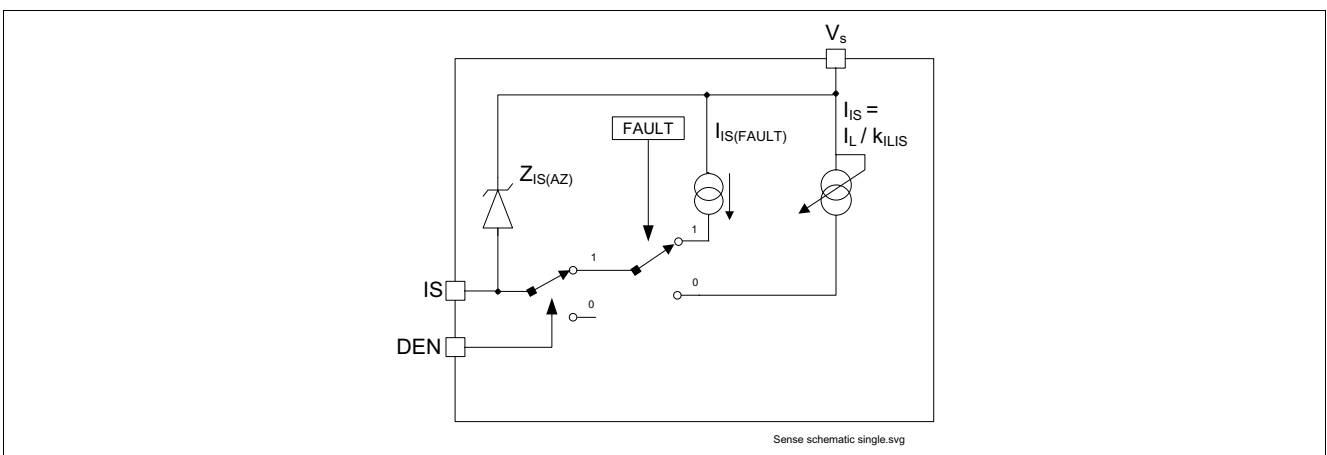 Vs
IIS =
FAULT
IIS(FAULT)
IL / kILIS
ZIS(AZ)
1
1
0
IS
0
DEN
Sense schematic single.svg